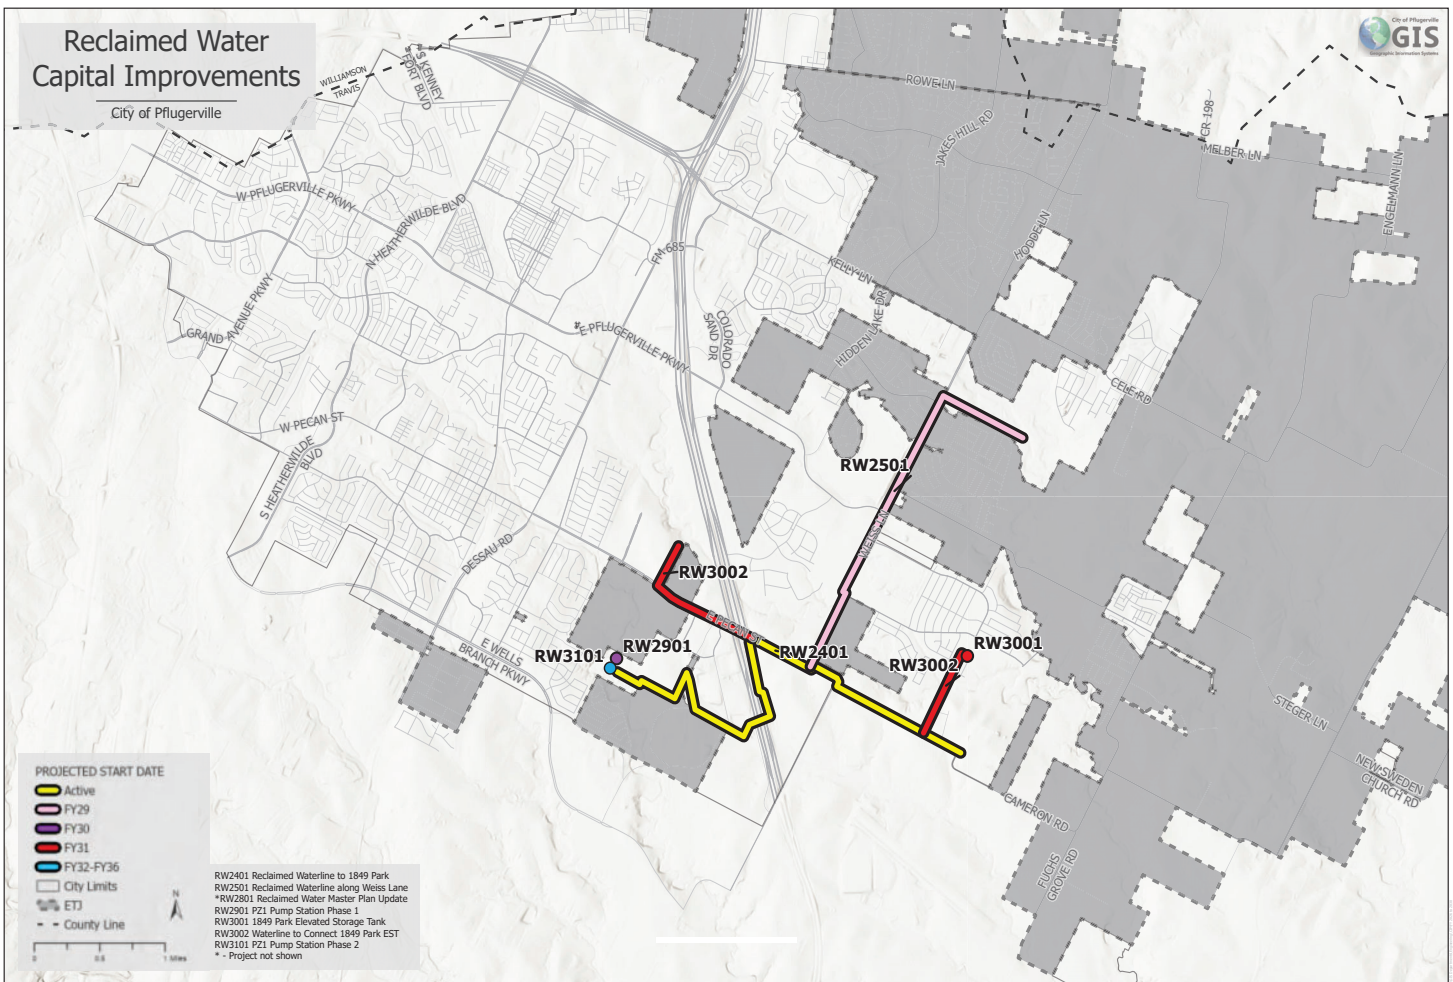 Reclaimed Water
Capital Improvements
City of Pflugerville
City of Pflugerville
GIS
Geographic Information Systems
WILLIAMSON
TRAVIS
S KENNEY
FORT BLVD
ROWE LN
CR 198
MELBER LN
ENGELMANN LN
JAKES HILL RD
HODDE LN
W PFLUGERVILLE PKWY
N HEATHERWILDE BLVD
FM 685
KELLY LN
GRAND AVENUE PKWY
E PFLUGERVILLE PKWY
COLORADO
SAND DR
HIDDEN LAKE DR
CELE RD
W PECAN ST
S HEATHERWILDE
BLVD
RW2501
WEISS LN
DESSAU RD
RW3002
E PECAN ST
RW2401
RW3001
RW3002
RW2901
RW3101
E WELLS
BRANCH PKWY
STEGER LN
NEW SWEDEN
CHURCH RD
CAMERON RD
FUCHS
GROVE RD
PROJECTED START DATE
Active
FY29
FY30
FY31
FY32-FY36
City Limits
ETJ
County Line
N
0 0.5 1 Miles
RW2401 Reclaimed Waterline to 1849 Park
RW2501 Reclaimed Waterline along Weiss Lane
*RW2801 Reclaimed Water Master Plan Update
RW2901 PZ1 Pump Station Phase 1
RW3001 1849 Park Elevated Storage Tank
RW3002 Waterline to Connect 1849 Park EST
RW3101 PZ1 Pump Station Phase 2
* - Project not shown